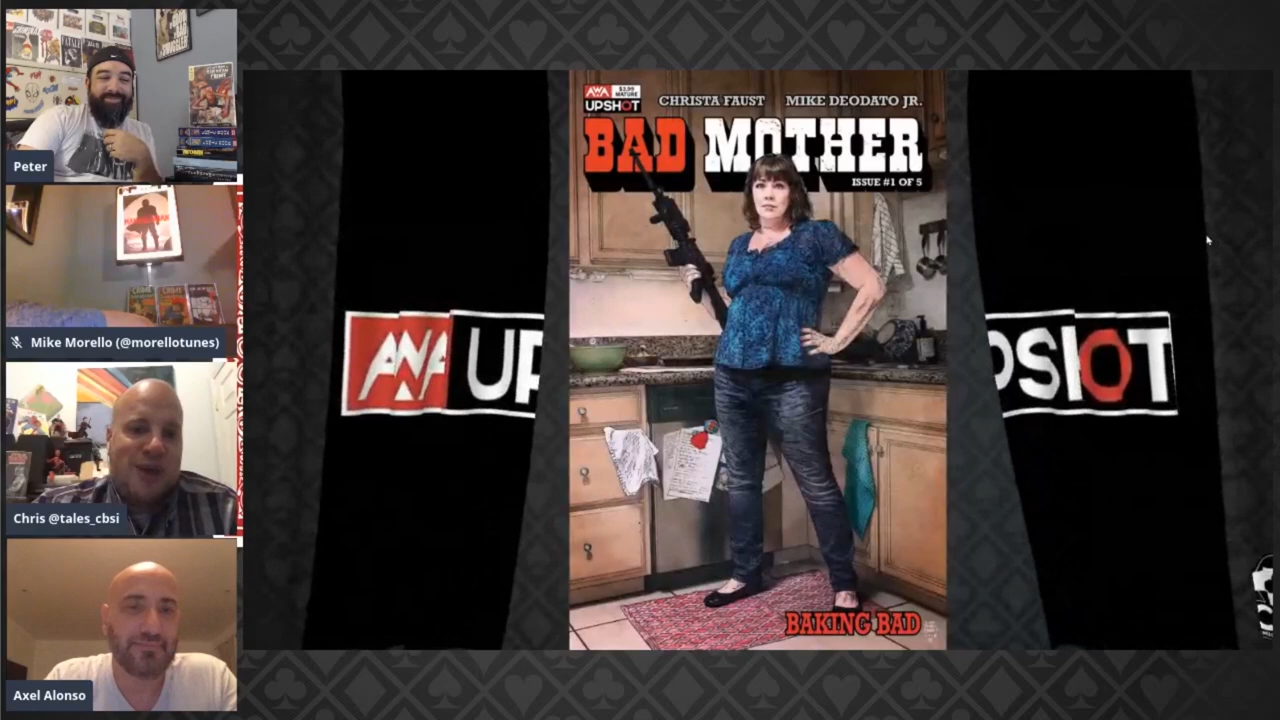 Peter
Mike Morello (@morellotunes)
Chris @tales_cbsi
Axel Alonso
AWA
$3.99
MATURE
UPSHOT
CHRISTA FAUST
MIKE DEODATO JR.
BAD MOTHER
ISSUE #1 OF 5
BAKING BAD
AWA UP
PSHOT